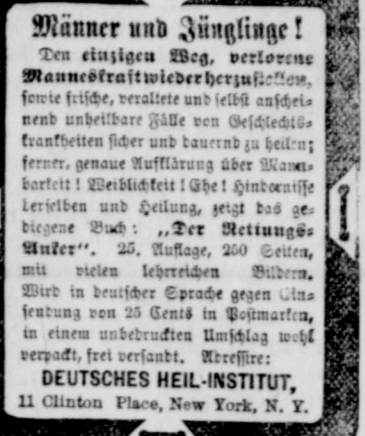 Männer und Jünglinge!
Den einzigen Weg, verlorene
Manneskraft wiederherzustellen,
sowie frische, veraltete und selbst anschei-
nend unheilbare Fälle von Geschlechts-
krankheiten sicher und dauernd zu heilen;
ferner, genaue Aufklärung über Mann-
barkeit! Weiblichkeit! Ehe! Hindernisse
derselben und Heilung, zeigt das ge-
diegene Buch: „Der Rettungs-
Anker“. 25. Auflage, 250 Seiten,
mit vielen lehrreichen Bildern.
Wird in deutscher Sprache gegen Ein-
sendung von 25 Cents in Postmarken,
in einem unbedruckten Umschlag wohl
verpackt, frei versandt. Adressire:
DEUTSCHES HEIL-INSTITUT,
11 Clinton Place, New York, N. Y.